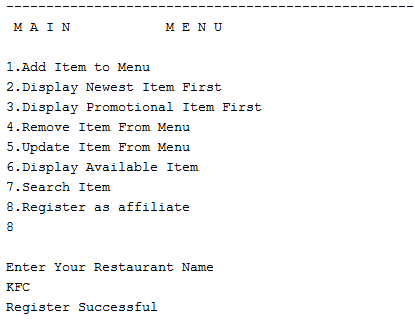 -----------------------------------------------------
M A I N          M E N U
1.Add Item to Menu
2.Display Newest Item First
3.Display Promotional Item First
4.Remove Item From Menu
5.Update Item From Menu
6.Display Available Item
7.Search Item
8.Register as affiliate
8
Enter Your Restaurant Name
KFC
Register Successful